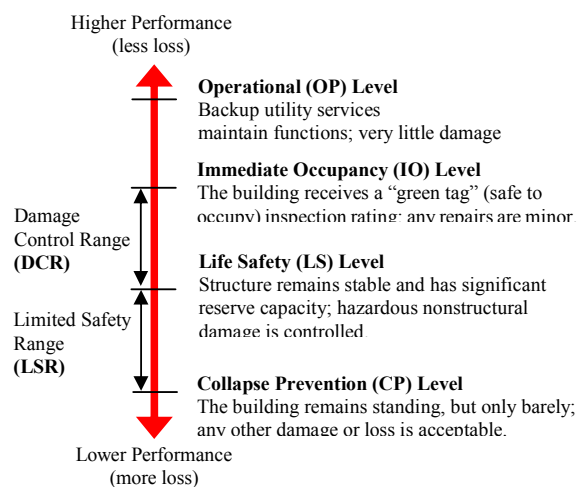 Higher Performance
(less loss)
Operational (OP) Level
Backup utility services
maintain functions; very little damage
Immediate Occupancy (IO) Level
The building receives a “green tag” (safe to
occupy) inspection rating; any repairs are minor.
Damage
Control Range
(DCR)
Life Safety (LS) Level
Structure remains stable and has significant
reserve capacity; hazardous nonstructural
damage is controlled.
Limited Safety
Range
(LSR)
Collapse Prevention (CP) Level
The building remains standing, but only barely;
any other damage or loss is acceptable.
Lower Performance
(more loss)